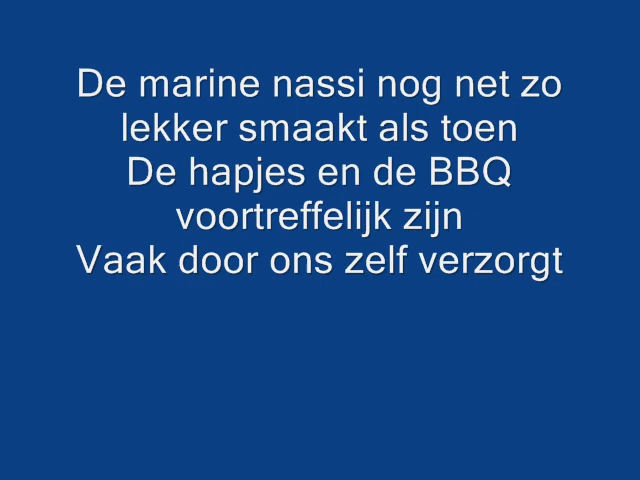 De marine nassi nog net zo
lekker smaakt als toen
De hapjes en de BBQ
voortreffelijk zijn
Vaak door ons zelf verzorgt